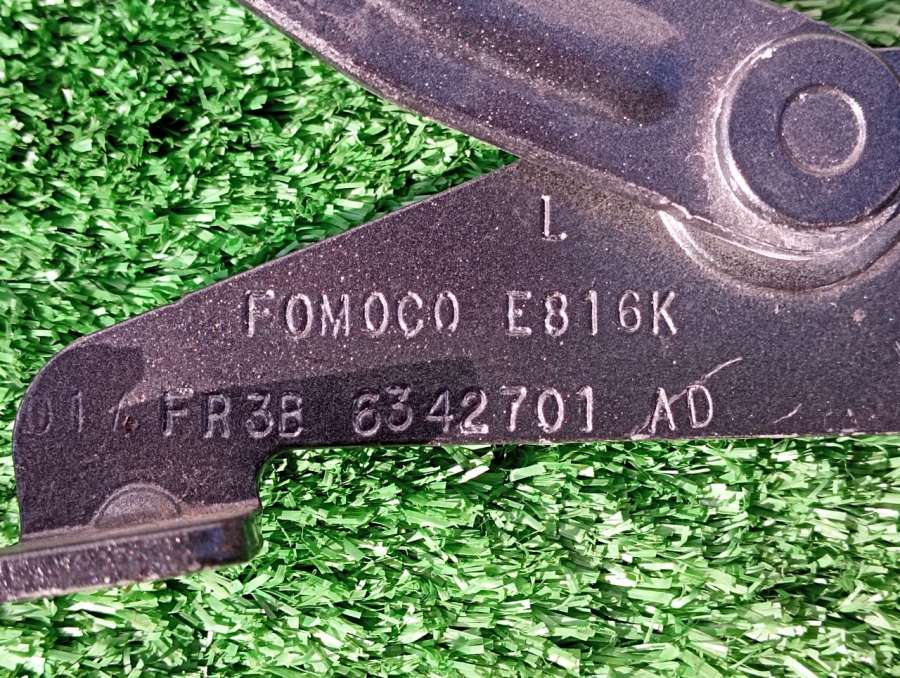 L
FOMOCO E816K
FR3B 6342701 AD